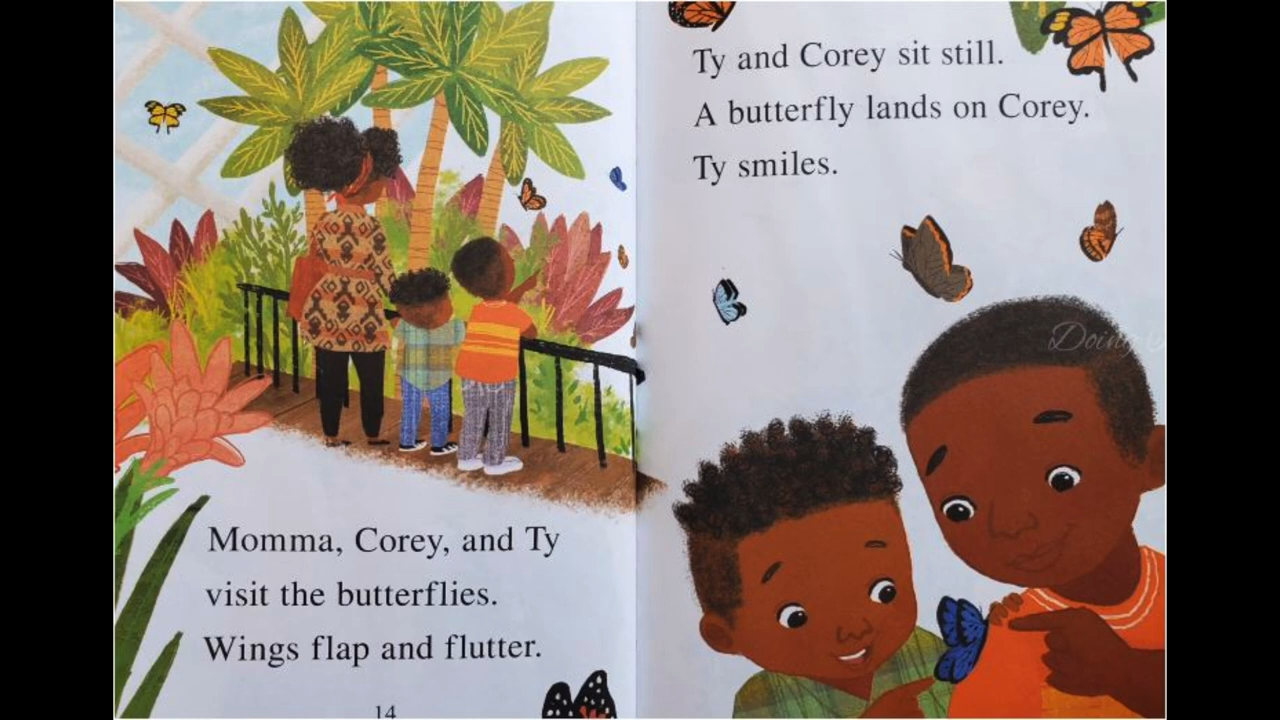 Momma, Corey, and Ty
visit the butterflies.
Wings flap and flutter.
14
Ty and Corey sit still.
A butterfly lands on Corey.
Ty smiles.
Doing